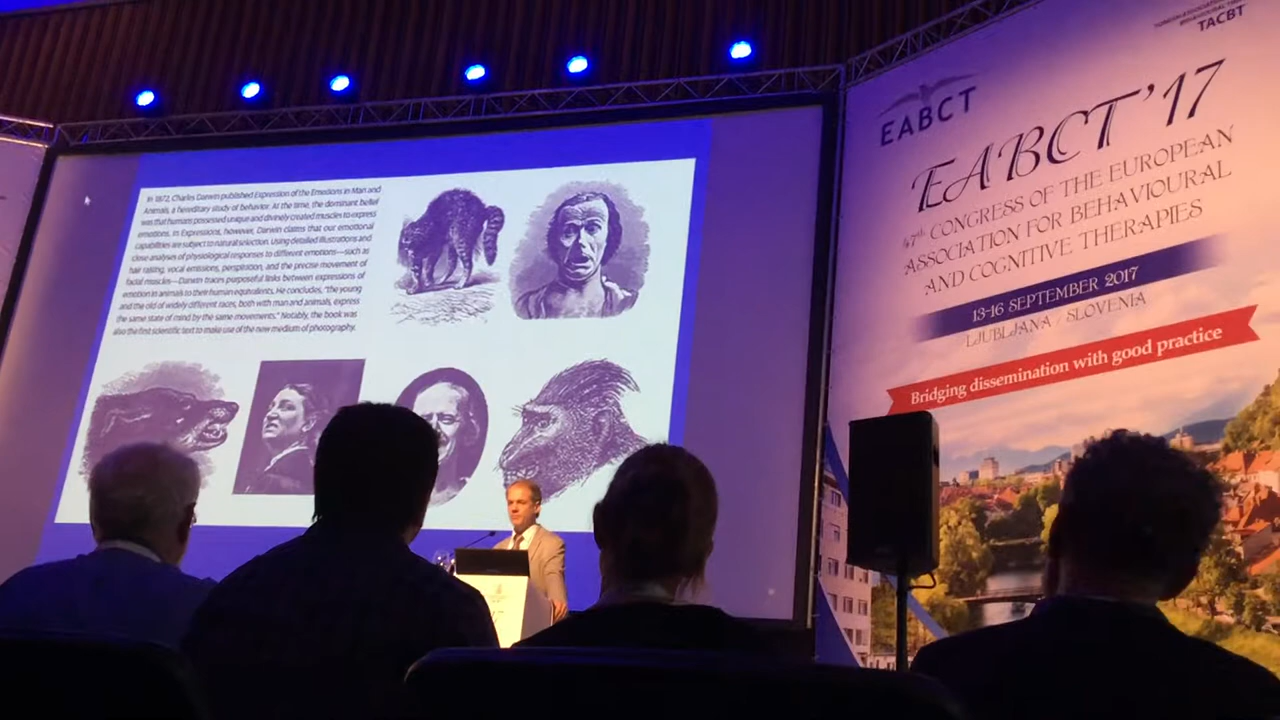 In 1872, Charles Darwin published Expression of the Emotions in Man and
Animals, a hereditary study of behavior. At the time, the dominant belief
was that humans possessed unique and divinely created muscles to express
emotions. In Expressions, however, Darwin claims that our emotional
capabilities are subject to natural selection. Using detailed illustrations and
close analyses of physiological responses to different emotions—such as
hair raising, vocal emissions, perspiration, and the precise movement of
facial muscles—Darwin traces purposeful links between expressions of
emotion in animals to their human equivalents. He concludes, "the young
and the old of widely different races, both with man and animals, express
the same state of mind by the same movements." Notably, the book was
also the first scientific text to make use of the new medium of photography.
TACBT
EABCT
EABCT'17
47th CONGRESS OF THE EUROPEAN
ASSOCIATION FOR BEHAVIOURAL
AND COGNITIVE THERAPIES
13-16 SEPTEMBER 2017
LJUBLJANA / SLOVENIA
Bridging dissemination with good practice